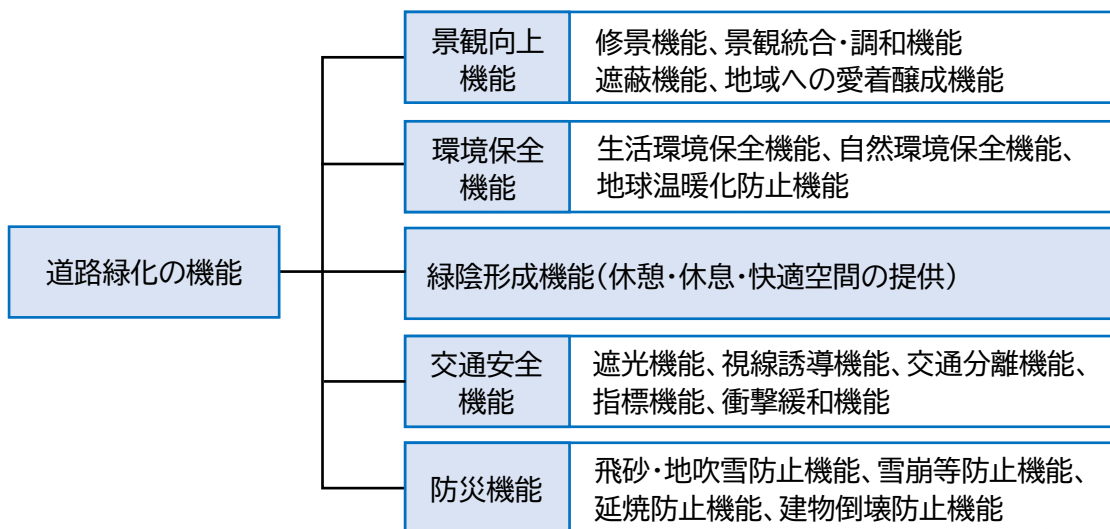 道路緑化の機能
景観向上
機能
修景機能、景観統合・調和機能
遮蔽機能、地域への愛着醸成機能
環境保全
機能
生活環境保全機能、自然環境保全機能、
地球温暖化防止機能
緑陰形成機能（休憩・休息・快適空間の提供）
交通安全
機能
遮光機能、視線誘導機能、交通分離機能、
指標機能、衝撃緩和機能
防災機能
飛砂・地吹雪防止機能、雪崩等防止機能、
延焼防止機能、建物倒壊防止機能